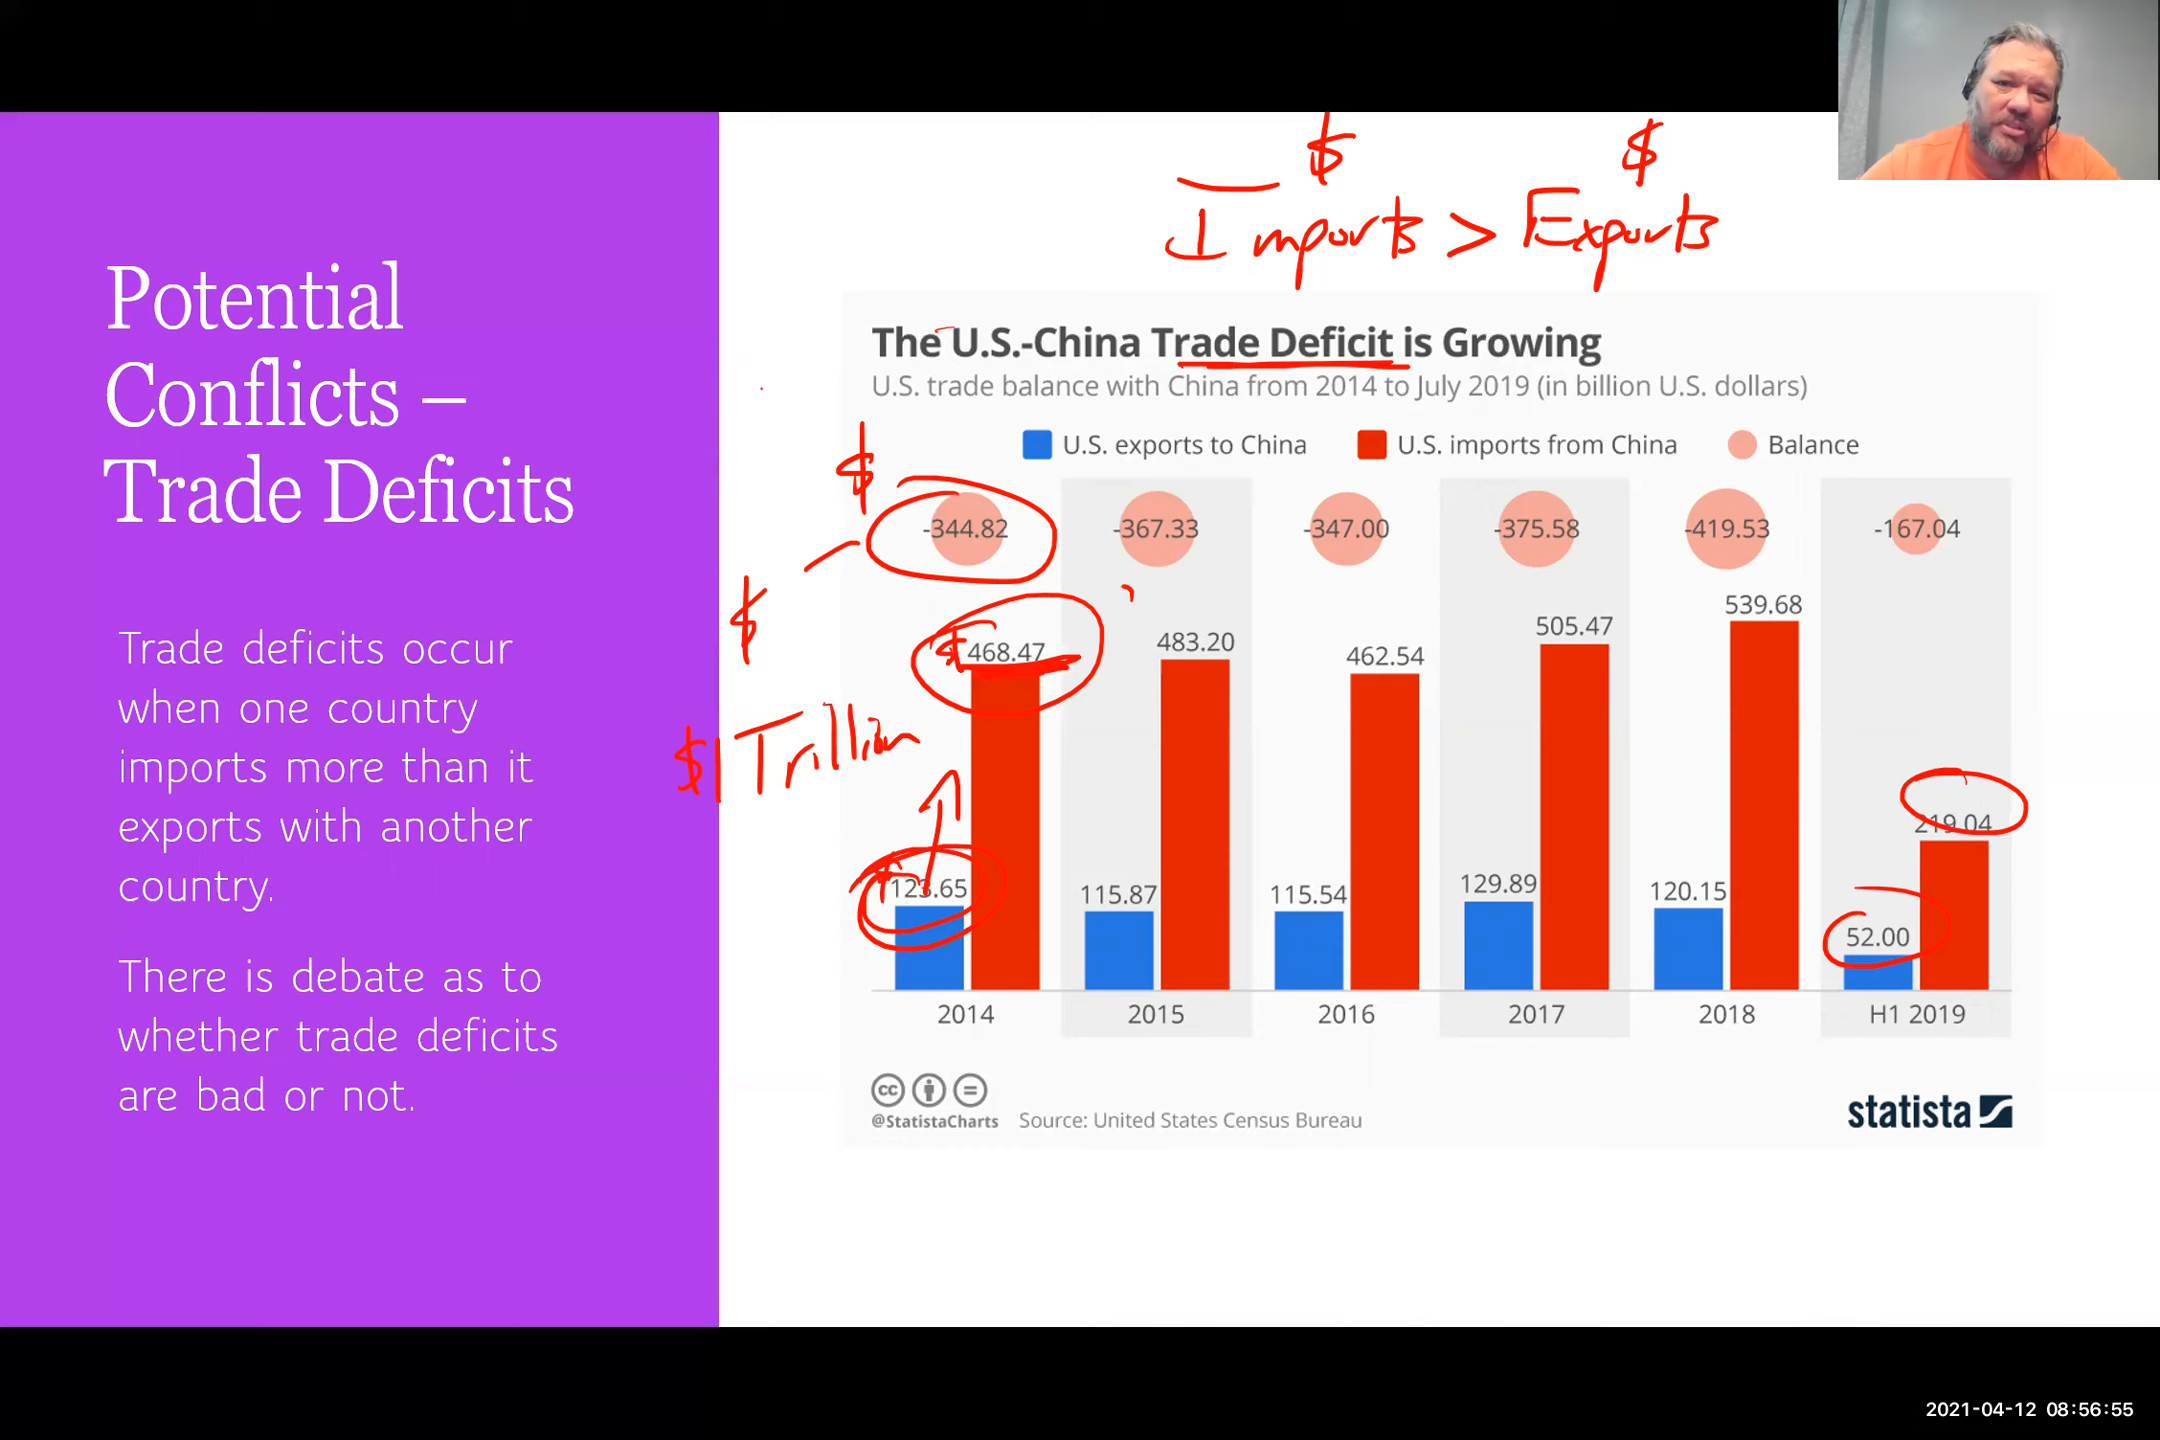 Potential
Conflicts –
Trade Deficits
Trade deficits occur
when one country
imports more than it
exports with another
country.
There is debate as to
whether trade deficits
are bad or not.
$ $
Imports > Exports
The U.S.-China Trade Deficit is Growing
U.S. trade balance with China from 2014 to July 2019 (in billion U.S. dollars)
U.S. exports to China U.S. imports from China Balance
$
-344.82 -367.33 -347.00 -375.58 -419.53 -167.04
$
468.47 483.20 462.54 505.47 539.68
$1 Trillion
219.04
123.65 115.87 115.54 129.89 120.15
52.00
2014 2015 2016 2017 2018 H1 2019
cc
@StatistaCharts Source: United States Census Bureau
statista
2021-04-12 08:56:55